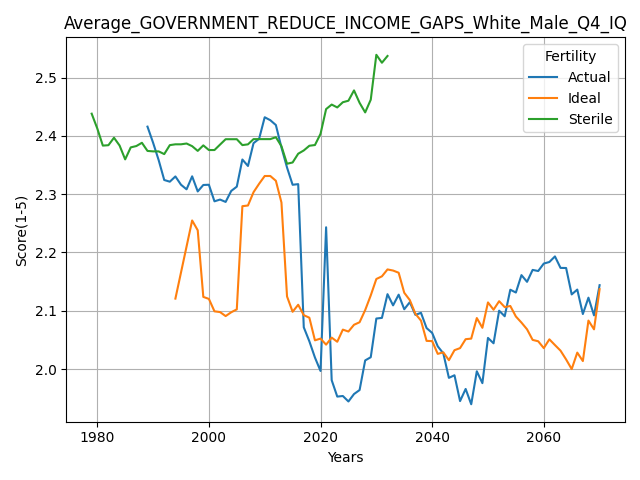 Average_GOVERNMENT_REDUCE_INCOME_GAPS_White_Male_Q4_IQ
Fertility
Actual
Ideal
Sterile
Score(1-5)
2.5
2.4
2.3
2.2
2.1
2.0
1980
2000
2020
2040
2060
Years